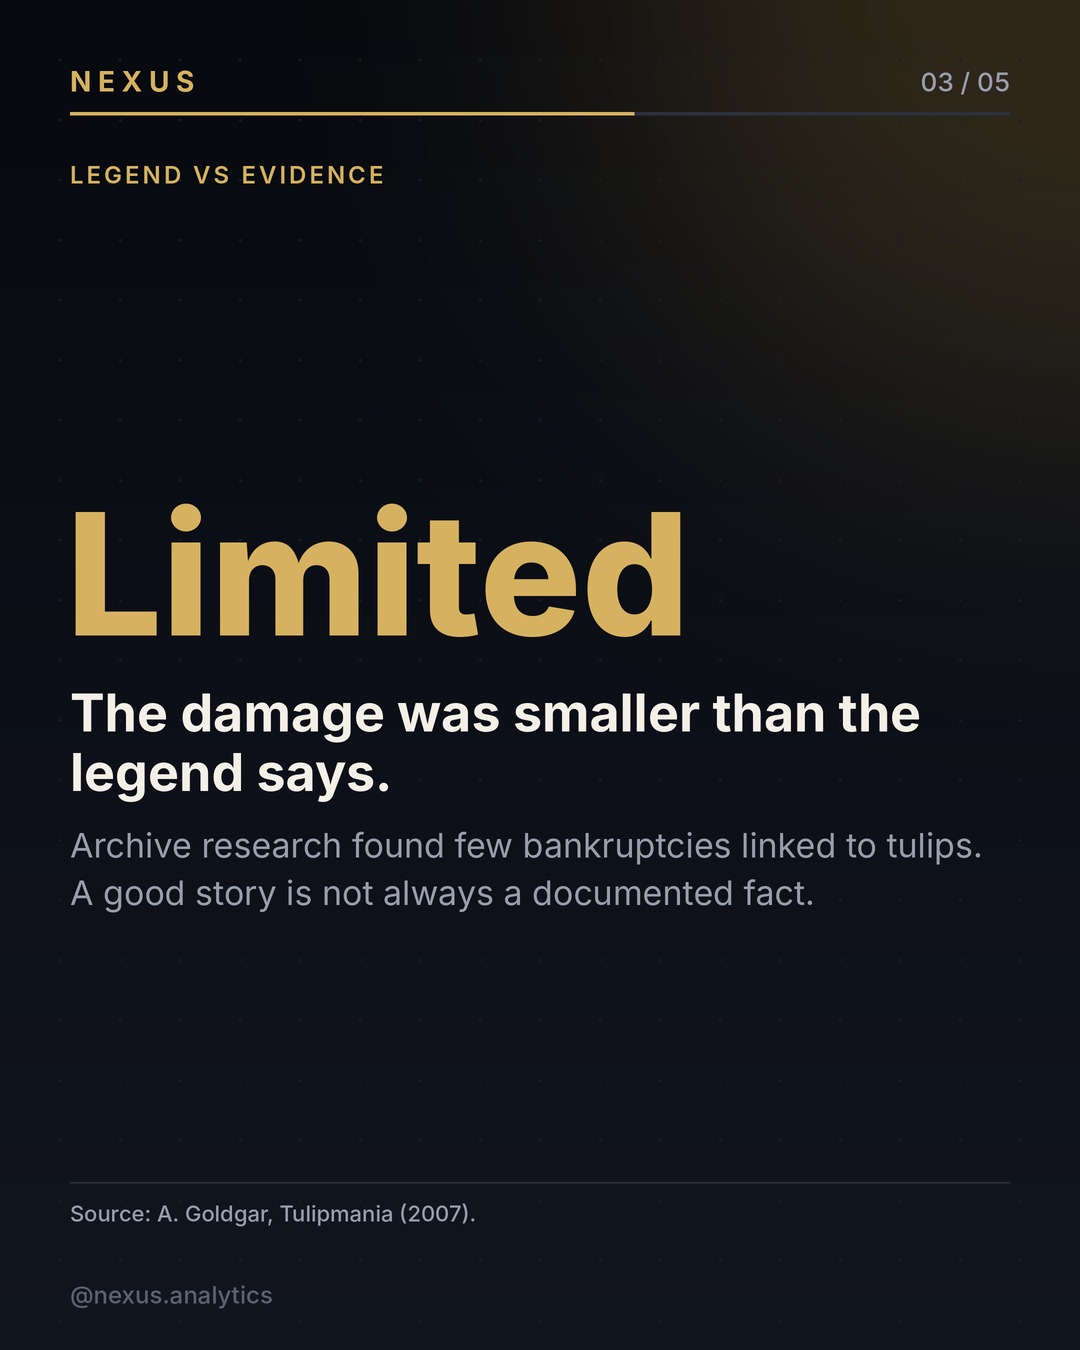 NEXUS
03 / 05
LEGEND VS EVIDENCE
Limited
The damage was smaller than the
legend says.
Archive research found few bankruptcies linked to tulips.
A good story is not always a documented fact.
Source: A. Goldgar, Tulipmania (2007).
@nexus.analytics